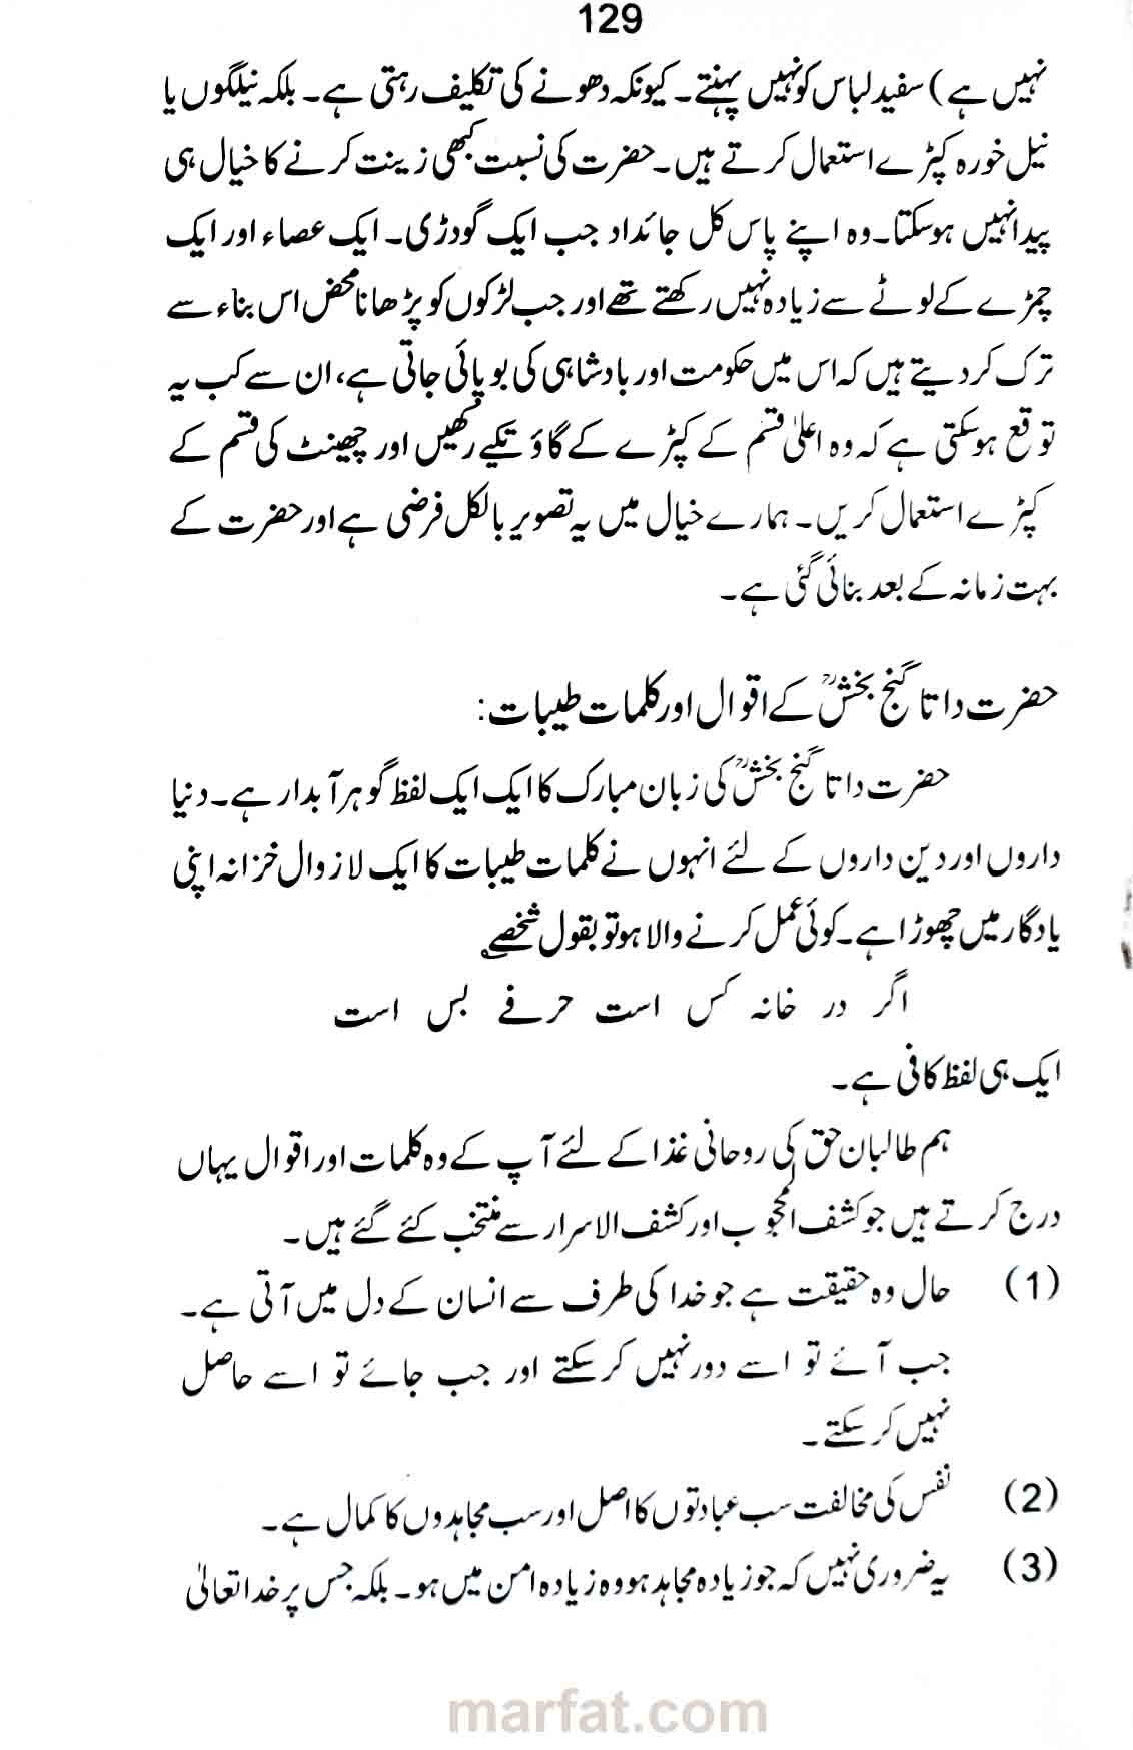 129
نہیں ہے) سفید لباس کو نہیں پہنتے۔ کیونکہ دھونے کی تکلیف رہتی ہے۔ بلکہ نیلگوں یا
نیل خوردہ کپڑے استعمال کرتے ہیں۔ حضرت کی نسبت کبھی زینت کرنے کا خیال ہی
پیدا نہیں ہوسکتا۔ وہ اپنے پاس کل جائداد جب ایک گودڑی۔ ایک عصاء اور ایک
چمڑے کے لوٹے سے زیادہ نہیں رکھتے تھے اور جب لڑکوں کو پڑھانا محض اس بناء سے
ترک کر دیتے ہیں کہ اس میں حکومت اور بادشاہی کی بو پائی جاتی ہے، ان سے کب یہ
توقع ہوسکتی ہے کہ وہ اعلیٰ قسم کے کپڑے کے گاؤ تکیے رکھیں اور چھینٹ کی قسم کے
کپڑے استعمال کریں۔ ہمارے خیال میں یہ تصویر بالکل فرضی ہے اور حضرت کے
بہت زمانہ کے بعد بنائی گئی ہے۔
حضرت داتا گنج بخشؒ کے اقوال اور کلمات طیبات:
حضرت داتا گنج بخشؒ کی زبان مبارک کا ایک ایک لفظ گوہر آبدار ہے۔ دنیا
داروں اور دین داروں کے لئے انہوں نے کلمات طیبات کا ایک لازوال خزانہ اپنی
یادگار میں چھوڑا ہے۔ کوئی عمل کرنے والا ہو تو بقول شخصے
اگر در خانہ کس است حرفے بس است
ایک ہی لفظ کافی ہے۔
ہم طالبان حق کی روحانی غذا کے لئے آپ کے وہ کلمات اور اقوال یہاں
درج کرتے ہیں جو کشف المحجوب اور کشف الاسرار سے منتخب کئے گئے ہیں۔
(1) حال وہ حقیقت ہے جو خدا کی طرف سے انسان کے دل میں آتی ہے۔
جب آئے تو اسے دور نہیں کر سکتے اور جب جائے تو اسے حاصل
نہیں کر سکتے۔
(2) نفس کی مخالفت سب عبادتوں کا اصل اور سب مجاہدوں کا کمال ہے۔
(3) یہ ضروری نہیں کہ جو زیادہ مجاہد ہو وہ زیادہ امن میں ہو۔ بلکہ جس پر خدا تعالیٰ
marfat.com